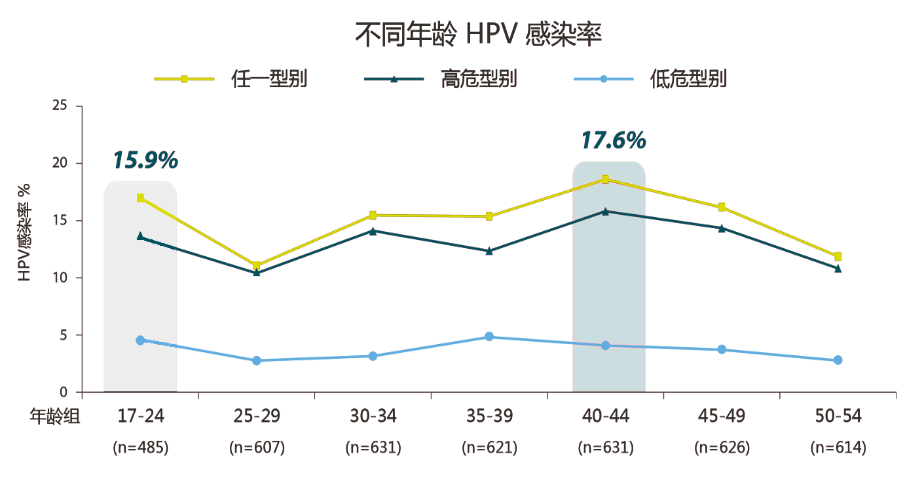 不同年龄 HPV 感染率
任一型别 高危型别 低危型别
25
20
15
10
5
0
HPV感染率 %
15.9%
17.6%
年龄组 17-24 25-29 30-34 35-39 40-44 45-49 50-54
(n=485) (n=607) (n=631) (n=621) (n=631) (n=626) (n=614)